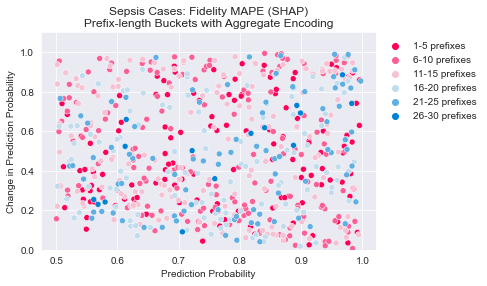 Sepsis Cases: Fidelity MAPE (SHAP)
Prefix-length Buckets with Aggregate Encoding
1.0
0.8
0.6
0.4
0.2
0.0
Change in Prediction Probability
0.5 0.6 0.7 0.8 0.9 1.0
Prediction Probability
1-5 prefixes
6-10 prefixes
11-15 prefixes
16-20 prefixes
21-25 prefixes
26-30 prefixes